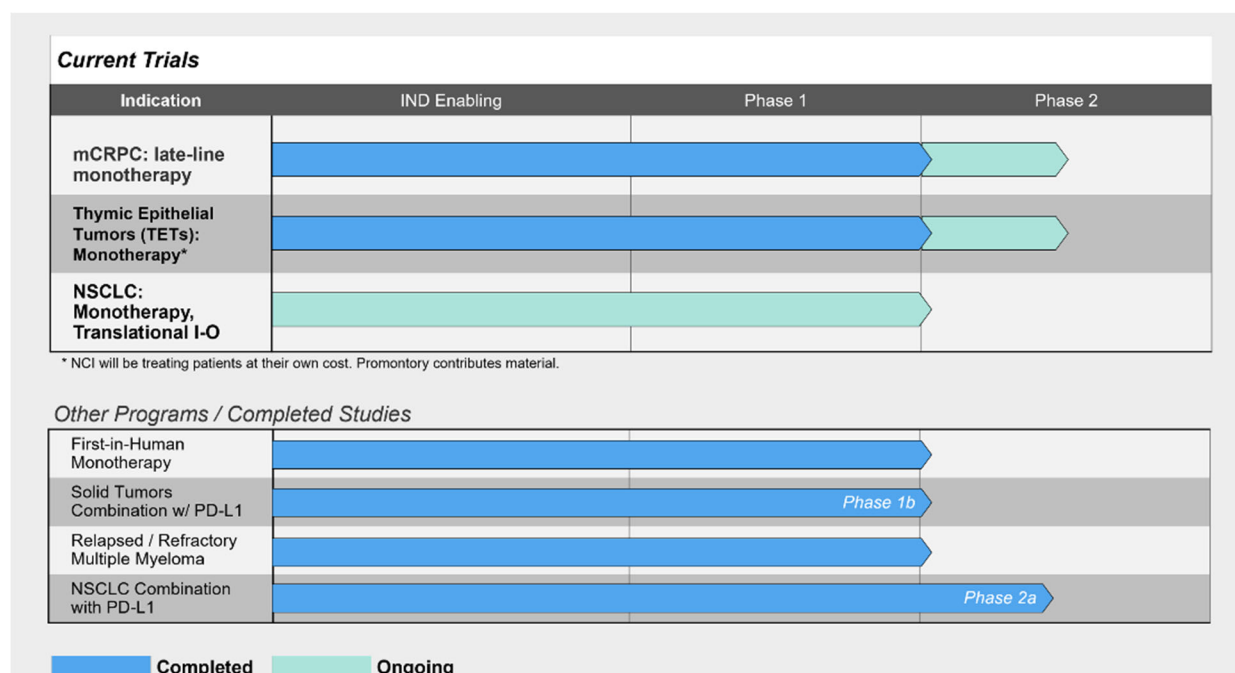 Current Trials
Indication IND Enabling Phase 1 Phase 2
mCRPC: late-line
monotherapy
Thymic Epithelial
Tumors (TETs):
Monotherapy*
NSCLC:
Monotherapy,
Translational I-O
* NCI will be treating patients at their own cost. Promontory contributes material.
Other Programs / Completed Studies
First-in-Human
Monotherapy
Solid Tumors
Combination w/ PD-L1
Phase 1b
Relapsed / Refractory
Multiple Myeloma
NSCLC Combination
with PD-L1
Phase 2a
Completed Ongoing